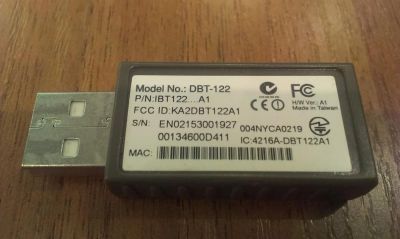 Model No.: DBT-122
P/N:IBT122....A1
FCC ID:KA2DBT122A1
FC
H/W Ver.: A1
Made in Taiwan
S/N: EN02153001927
00134600D411
004NYCA0219
IC:4216A-DBT122A1
MAC: